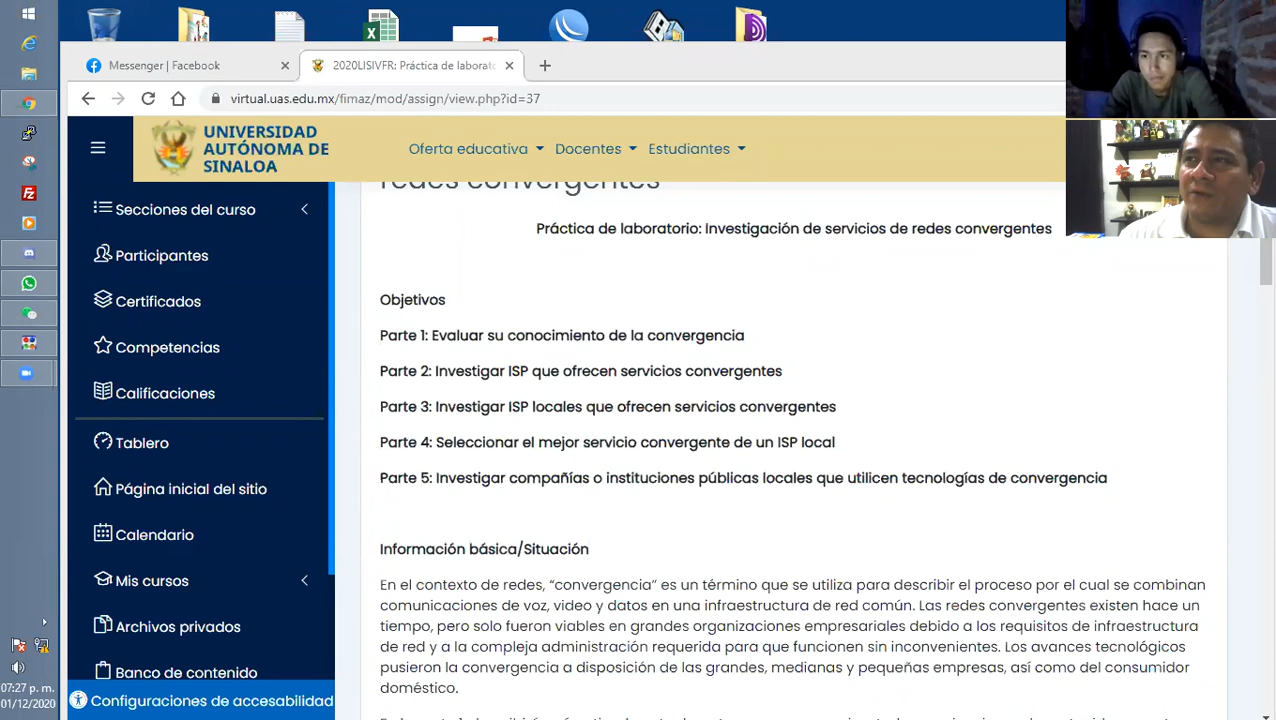 Messenger | Facebook
2020LISIVFR: Práctica de laborato
virtual.uas.edu.mx/fimaz/mod/assign/view.php?id=37
UNIVERSIDAD
AUTÓNOMA DE
SINALOA
Oferta educativa
Docentes
Estudiantes
redes convergentes
Secciones del curso
Participantes
Certificados
Competencias
Calificaciones
Tablero
Página inicial del sitio
Calendario
Mis cursos
Archivos privados
Banco de contenido
Configuraciones de accesabilidad
Práctica de laboratorio: Investigación de servicios de redes convergentes
Objetivos
Parte 1: Evaluar su conocimiento de la convergencia
Parte 2: Investigar ISP que ofrecen servicios convergentes
Parte 3: Investigar ISP locales que ofrecen servicios convergentes
Parte 4: Seleccionar el mejor servicio convergente de un ISP local
Parte 5: Investigar compañías o instituciones públicas locales que utilicen tecnologías de convergencia
Información básica/Situación
En el contexto de redes, “convergencia” es un término que se utiliza para describir el proceso por el cual se combinan
comunicaciones de voz, video y datos en una infraestructura de red común. Las redes convergentes existen hace un
tiempo, pero solo fueron viables en grandes organizaciones empresariales debido a los requisitos de infraestructura
de red y a la compleja administración requerida para que funcionen sin inconvenientes. Los avances tecnológicos
pusieron la convergencia a disposición de las grandes, medianas y pequeñas empresas, así como del consumidor
doméstico.
07:27 p. m.
01/12/2020